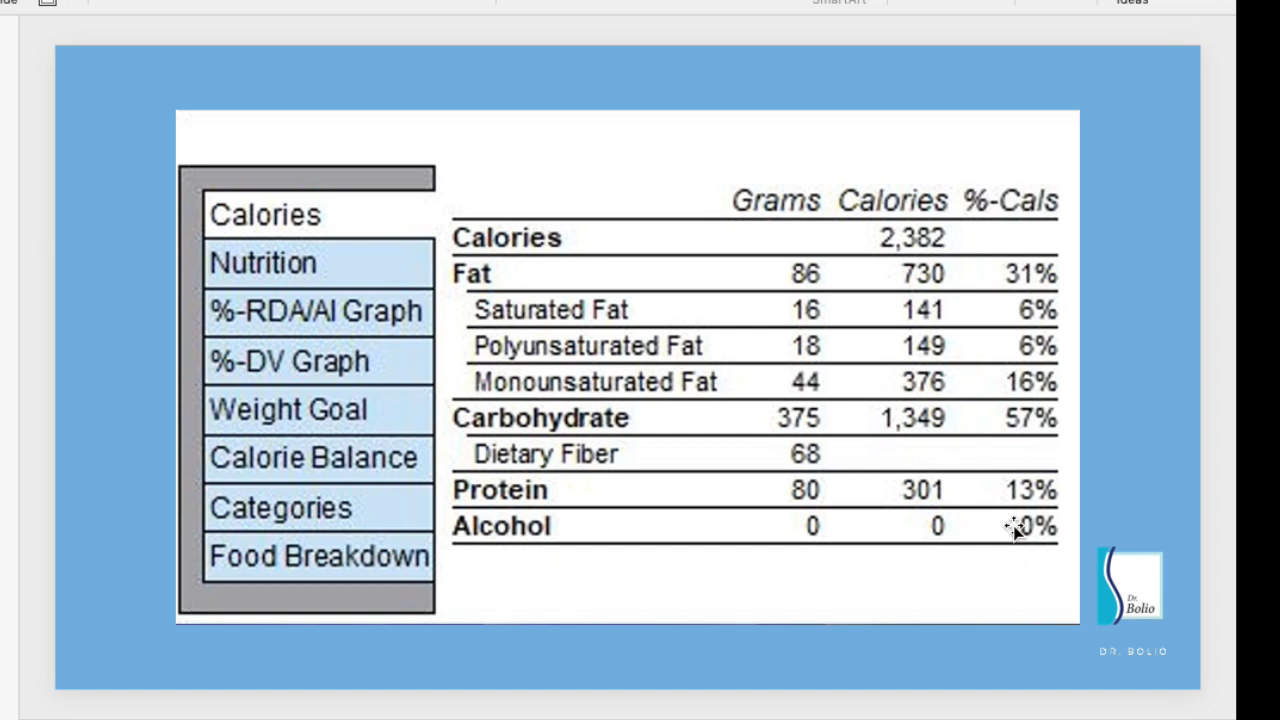 SmartArt
Ideas
Calories
Nutrition
%-RDA/AI Graph
%-DV Graph
Weight Goal
Calorie Balance
Categories
Food Breakdown
Grams Calories %-Cals
Calories 2,382
Fat 86 730 31%
Saturated Fat 16 141 6%
Polyunsaturated Fat 18 149 6%
Monounsaturated Fat 44 376 16%
Carbohydrate 375 1,349 57%
Dietary Fiber 68
Protein 80 301 13%
Alcohol 0 0 0%
Dr.
Bolio
DR. BOLIO